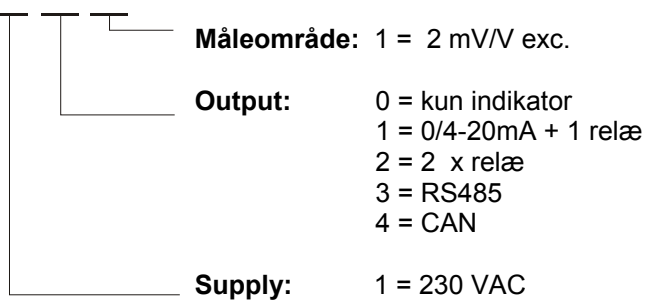 Måleområde: 1 = 2 mV/V exc.
Output: 0 = kun indikator
1 = 0/4-20mA + 1 relæ
2 = 2 x relæ
3 = RS485
4 = CAN
Supply: 1 = 230 VAC